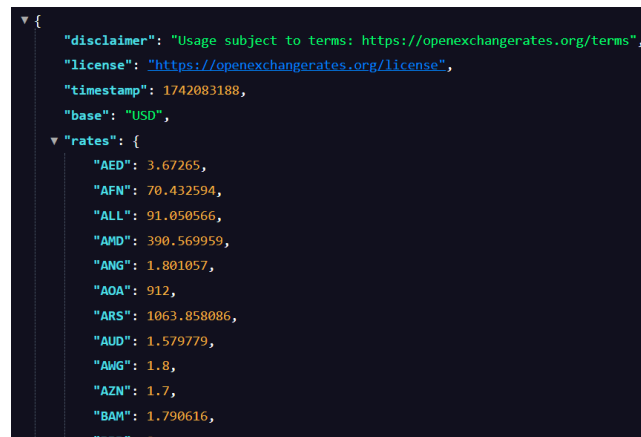 {
"disclaimer": "Usage subject to terms: https://openexchangerates.org/terms",
"license": "https://openexchangerates.org/license",
"timestamp": 1742083188,
"base": "USD",
"rates": {
"AED": 3.67265,
"AFN": 70.432594,
"ALL": 91.050566,
"AMD": 390.569959,
"ANG": 1.801057,
"AOA": 912,
"ARS": 1063.858086,
"AUD": 1.579779,
"AWG": 1.8,
"AZN": 1.7,
"BAM": 1.790616,